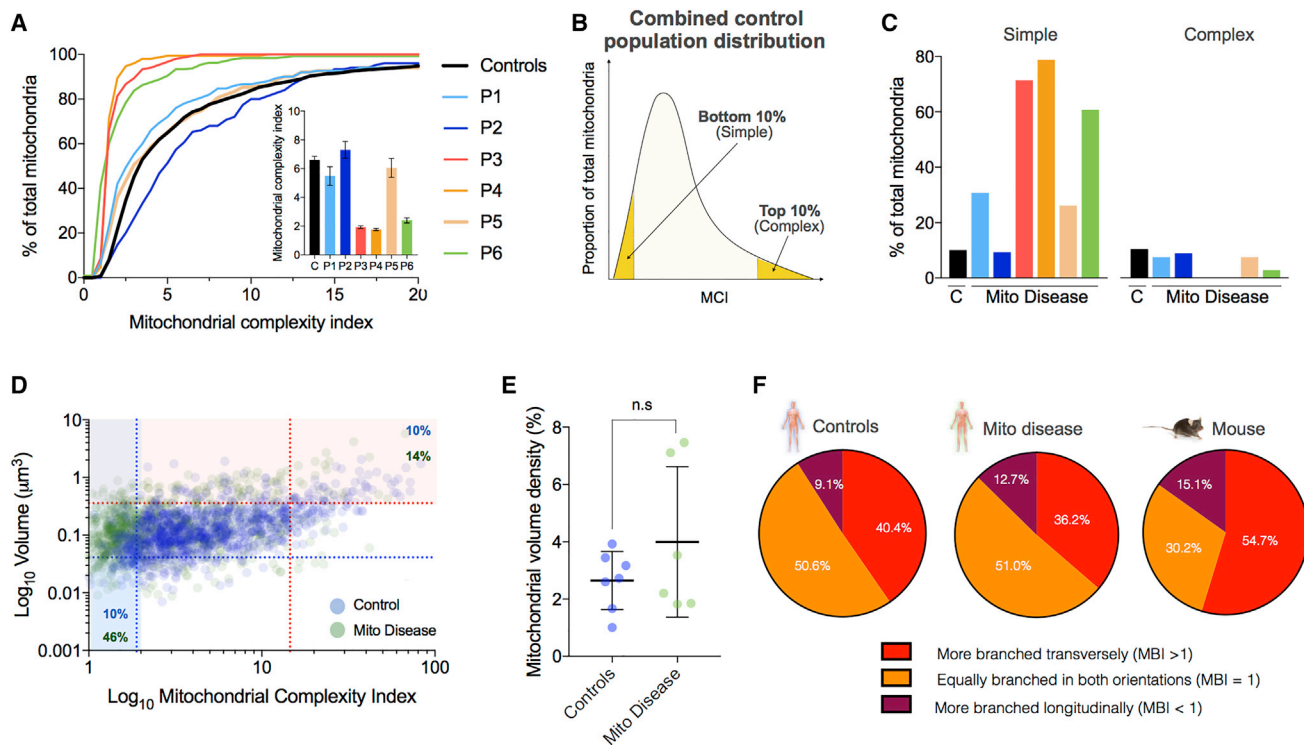 A
100
80
60
40
20
0
% of total mitochondria
0
5
10
15
20
Mitochondrial complexity index
8
6
4
2
0
Mitochondrial complexity index
C P1 P2 P3 P4 P5 P6
Controls
P1
P2
P3
P4
P5
P6
B
Combined control
population distribution
Proportion of total mitochondria
Bottom 10%
(Simple)
Top 10%
(Complex)
MCI
C
Simple
Complex
80
60
40
20
0
% of total mitochondria
C Mito Disease
C Mito Disease
D
10
1
0.1
0.01
0.001
Log10 Volume (µm³)
10%
14%
10%
46%
Control
Mito Disease
1
10
100
Log10 Mitochondrial Complexity Index
E
Mitochondrial volume density (%)
8
6
4
2
0
n.s
Controls
Mito Disease
F
Controls
Mito disease
Mouse
9.1%
40.4%
50.6%
12.7%
36.2%
51.0%
15.1%
54.7%
30.2%
More branched transversely (MBI >1)
Equally branched in both orientations (MBI = 1)
More branched longitudinally (MBI < 1)